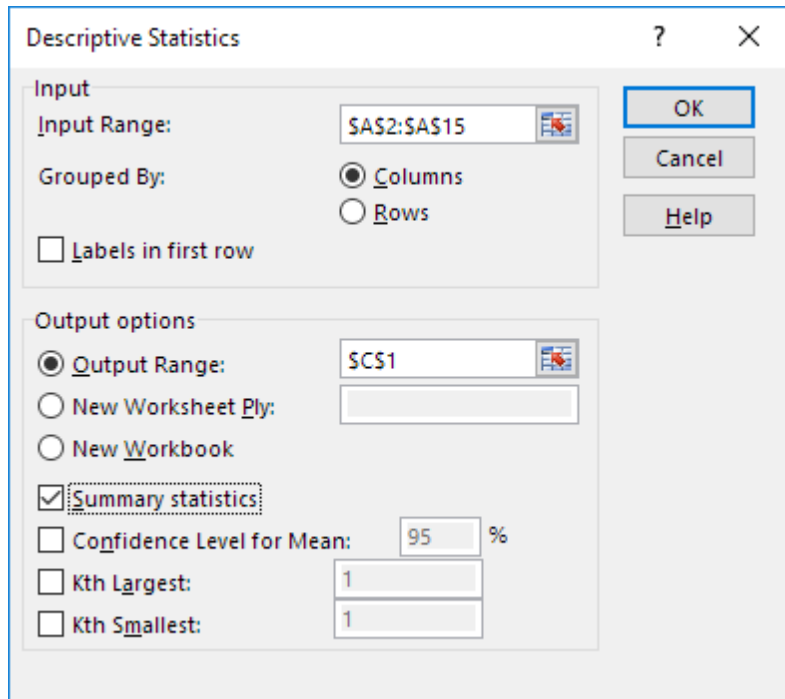 Descriptive Statistics ? ×
Input
Input Range: $A$2:$A$15
Grouped By: Columns
Rows
Labels in first row
OK
Cancel
Help
Output options
Output Range: $C$1
New Worksheet Ply:
New Workbook
Summary statistics
Confidence Level for Mean: 95 %
Kth Largest: 1
Kth Smallest: 1